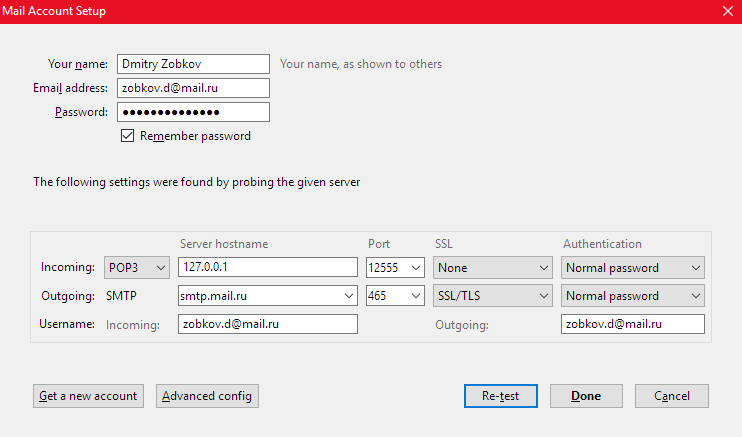 Mail Account Setup
Your name: Dmitry Zobkov Your name, as shown to others
Email address: zobkov.d@mail.ru
Password: ●●●●●●●●●●●●●●
Remember password
The following settings were found by probing the given server
Server hostname Port SSL Authentication
Incoming: POP3 127.0.0.1 12555 None Normal password
Outgoing: SMTP smtp.mail.ru 465 SSL/TLS Normal password
Username: Incoming: zobkov.d@mail.ru Outgoing: zobkov.d@mail.ru
Get a new account Advanced config Re-test Done Cancel